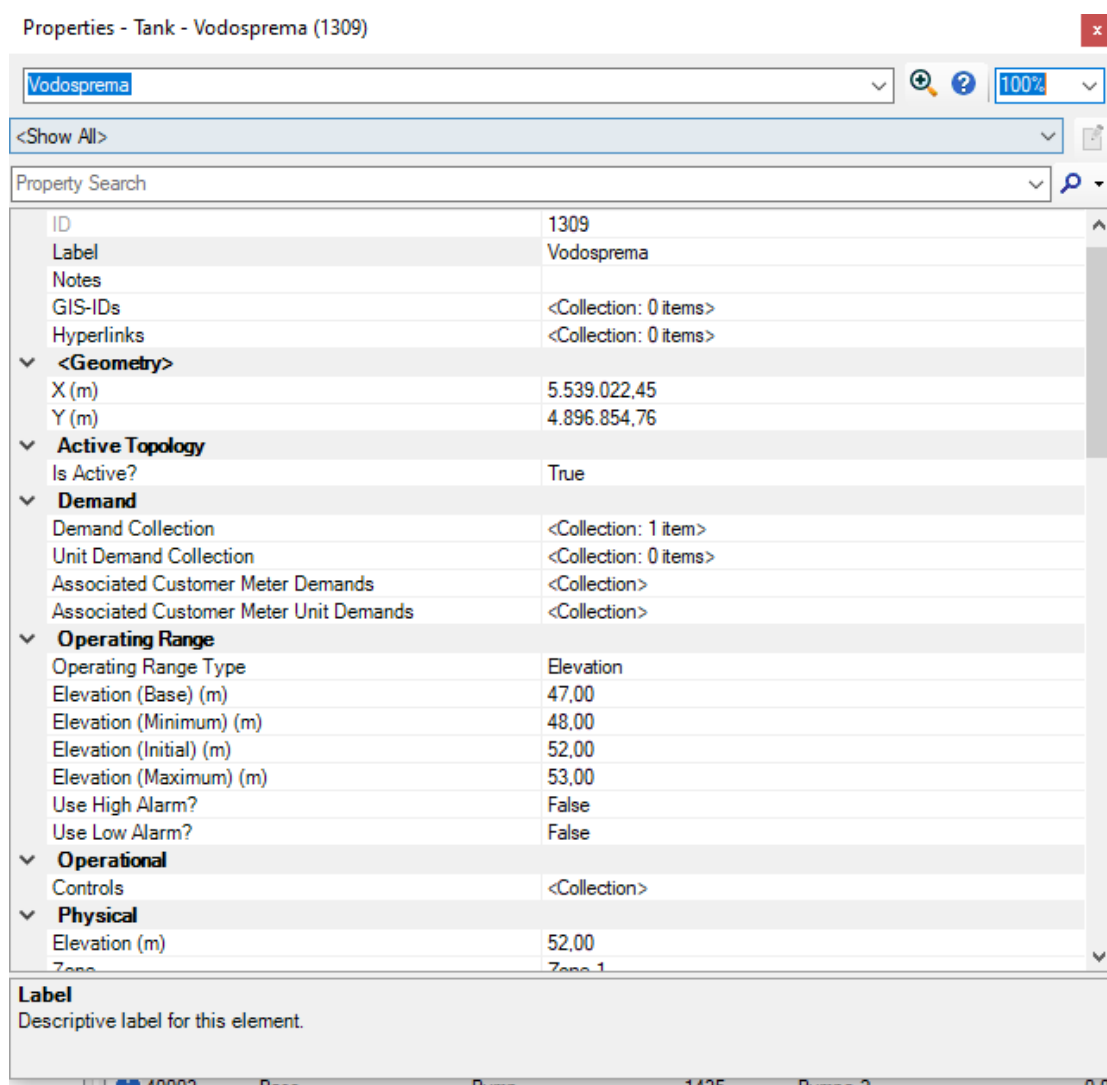 Properties - Tank - Vodosprema (1309)
x
Vodosprema 100%
<Show All>
Property Search
ID 1309
Label Vodosprema
Notes
GIS-IDs <Collection: 0 items>
Hyperlinks <Collection: 0 items>
<Geometry>
X (m) 5.539.022,45
Y (m) 4.896.854,76
Active Topology
Is Active? True
Demand
Demand Collection <Collection: 1 item>
Unit Demand Collection <Collection: 0 items>
Associated Customer Meter Demands <Collection>
Associated Customer Meter Unit Demands <Collection>
Operating Range
Operating Range Type Elevation
Elevation (Base) (m) 47,00
Elevation (Minimum) (m) 48,00
Elevation (Initial) (m) 52,00
Elevation (Maximum) (m) 53,00
Use High Alarm? False
Use Low Alarm? False
Operational
Controls <Collection>
Physical
Elevation (m) 52,00
Zone Zone 1
Label
Descriptive label for this element.